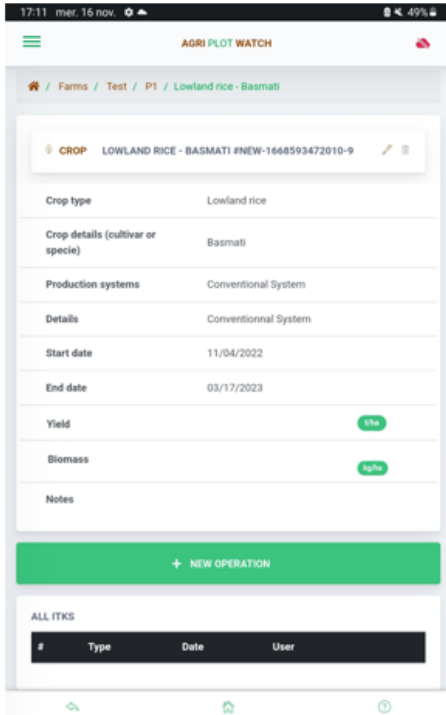 17:11 mer. 16 nov. 49%
AGRI PLOT WATCH
/ Farms / Test / P1 / Lowland rice - Basmati
CROP LOWLAND RICE - BASMATI #NEW-1668593472010-9
Crop type Lowland rice
Crop details (cultivar or
specie) Basmati
Production systems Conventional System
Details Conventionnal System
Start date 11/04/2022
End date 03/17/2023
Yield t/ha
Biomass kg/ha
Notes
+ NEW OPERATION
ALL ITKS
# Type Date User